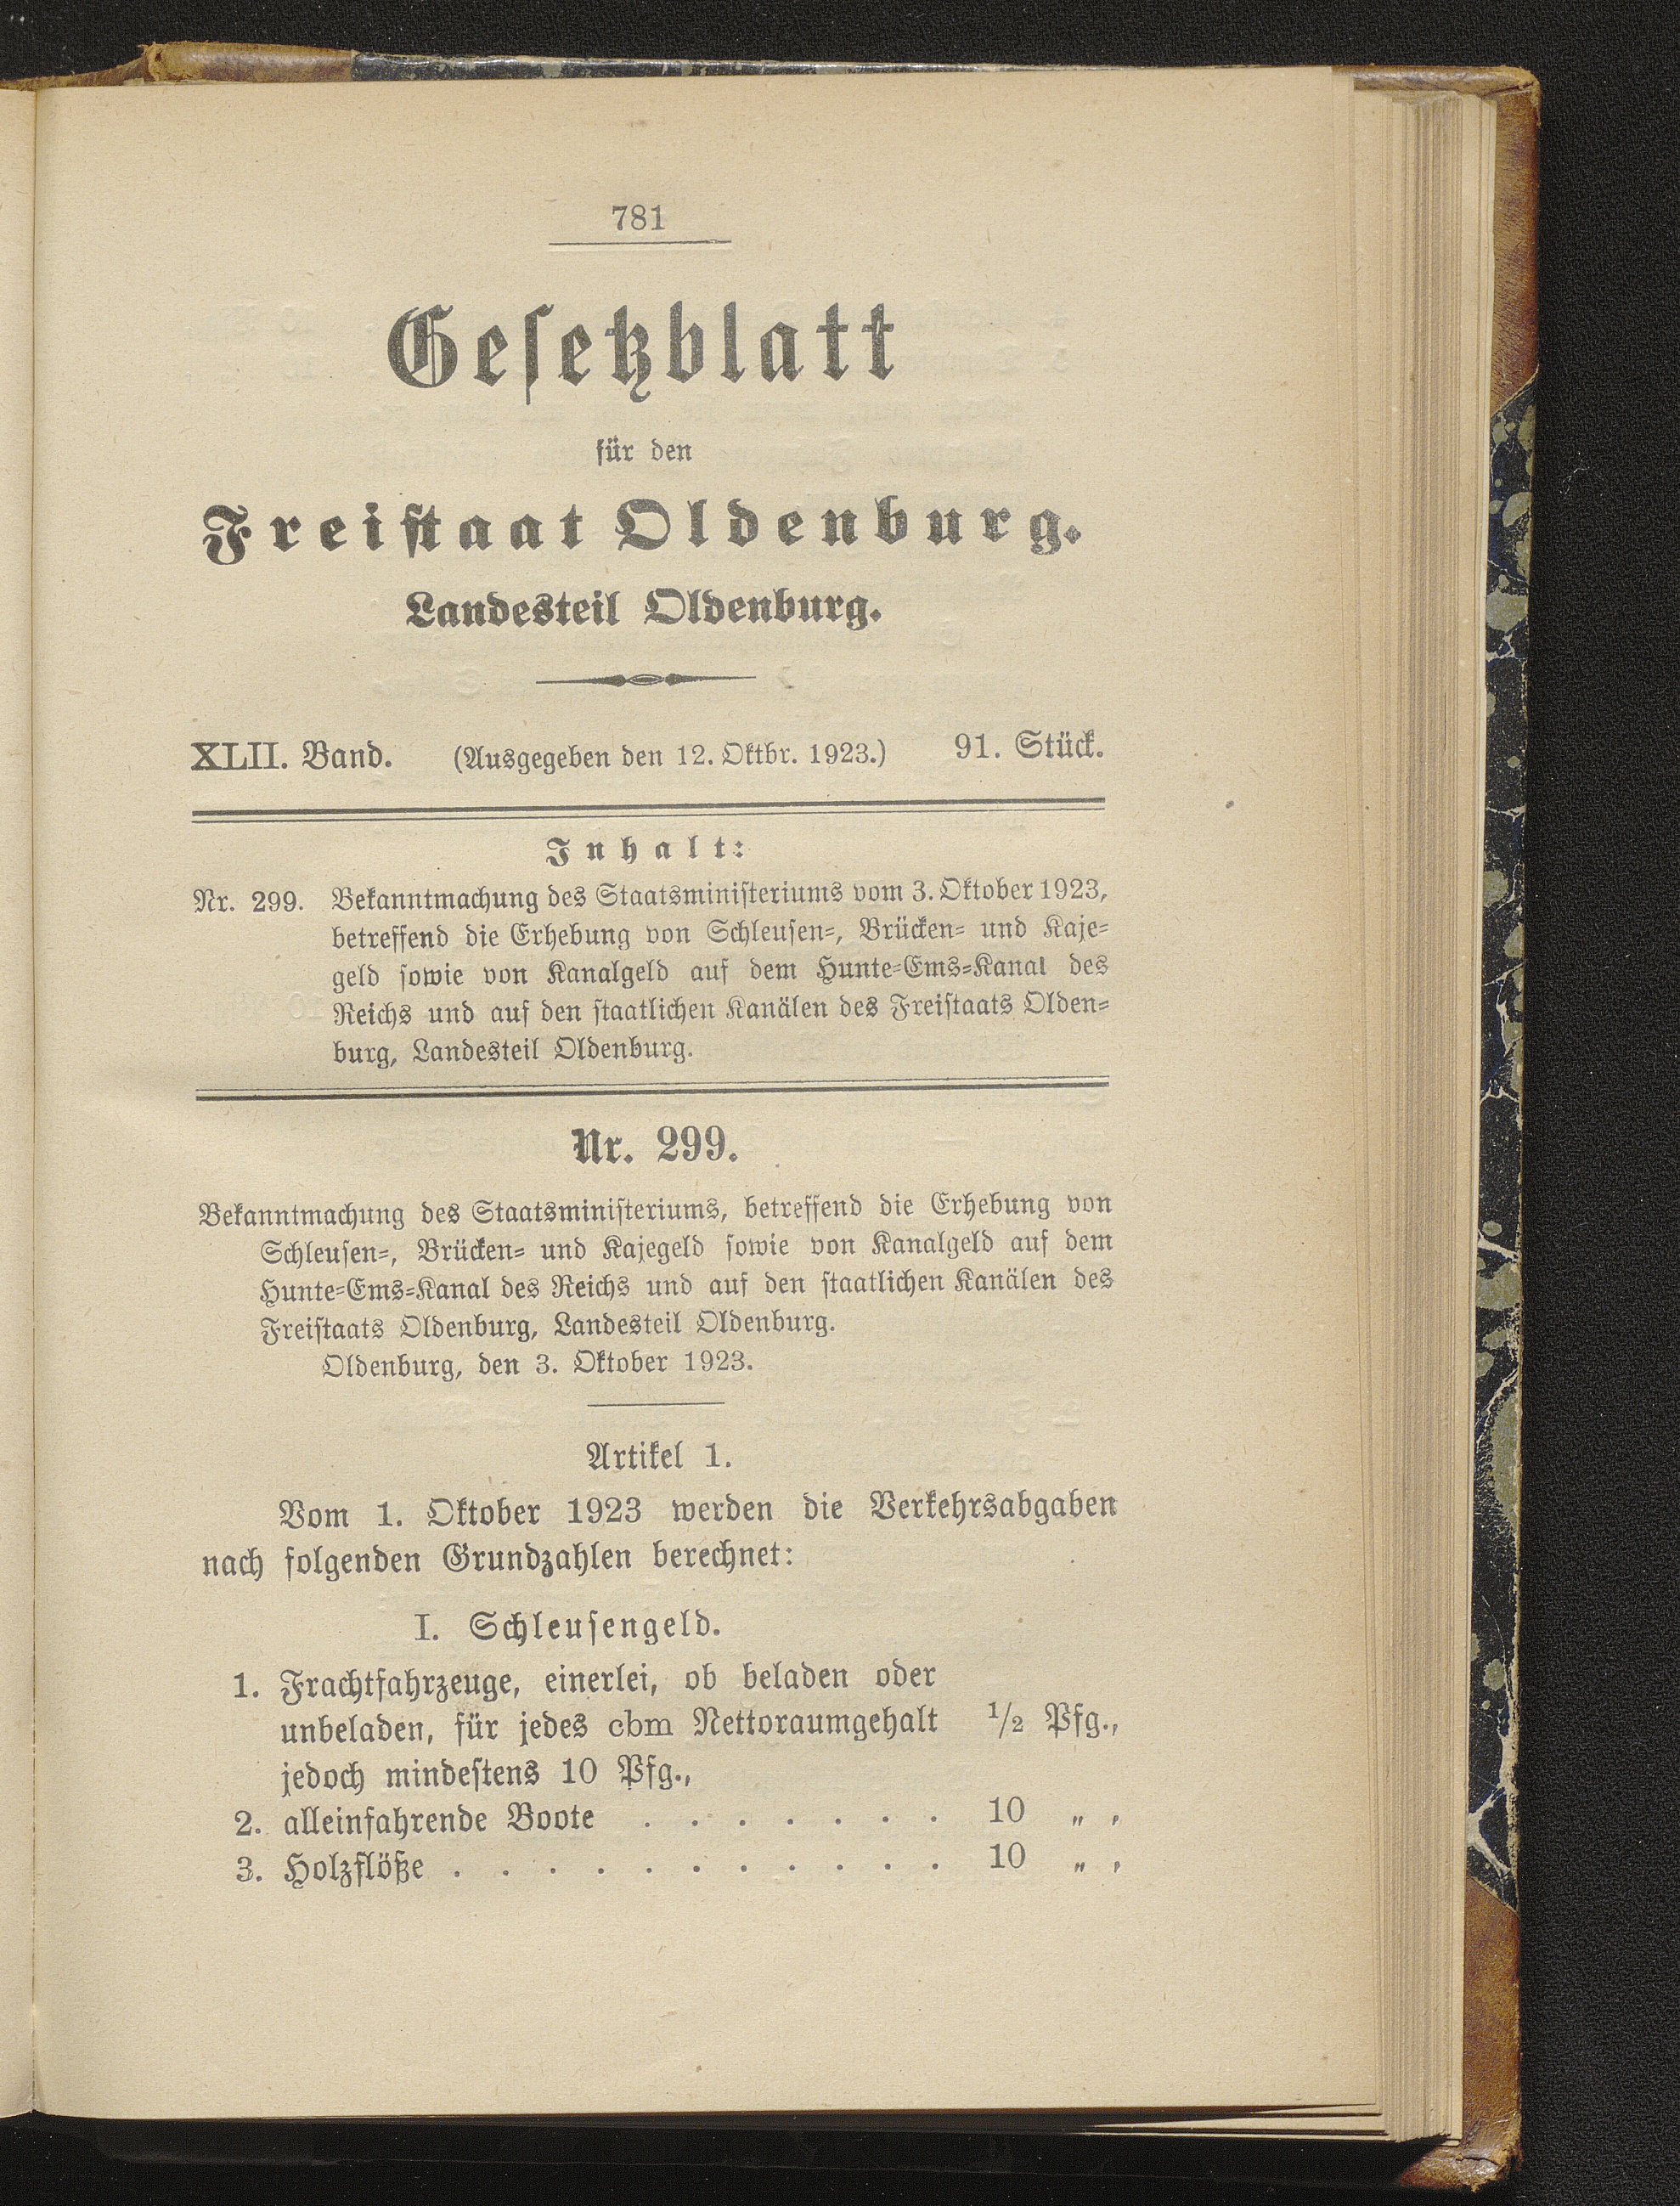 781
Gesetzblatt
für den
Freistaat Oldenburg.
Landesteil Oldenburg.
XLII. Band. (Ausgegeben den 12. Oktbr. 1923.) 91. Stück.
Inhalt:
Nr. 299. Bekanntmachung des Staatsministeriums vom 3. Oktober 1923,
betreffend die Erhebung von Schleusen-, Brücken- und Kaje-
geld sowie von Kanalgeld auf dem Hunte-Ems-Kanal des
Reichs und auf den staatlichen Kanälen des Freistaats Olden-
burg, Landesteil Oldenburg.
Nr. 299.
Bekanntmachung des Staatsministeriums, betreffend die Erhebung von
Schleusen-, Brücken- und Kajegeld sowie von Kanalgeld auf dem
Hunte-Ems-Kanal des Reichs und auf den staatlichen Kanälen des
Freistaats Oldenburg, Landesteil Oldenburg.
Oldenburg, den 3. Oktober 1923.
Artikel 1.
Vom 1. Oktober 1923 werden die Verkehrsabgaben
nach folgenden Grundzahlen berechnet:
I. Schleusengeld.
1. Frachtfahrzeuge, einerlei, ob beladen oder
unbeladen, für jedes cbm Nettoraumgehalt 1/2 Pfg.,
jedoch mindestens 10 Pfg.,
2. alleinfahrende Boote . . . . . . . 10 „ ,
3. Holzflöße . . . . . . . . . . . 10 „ ,